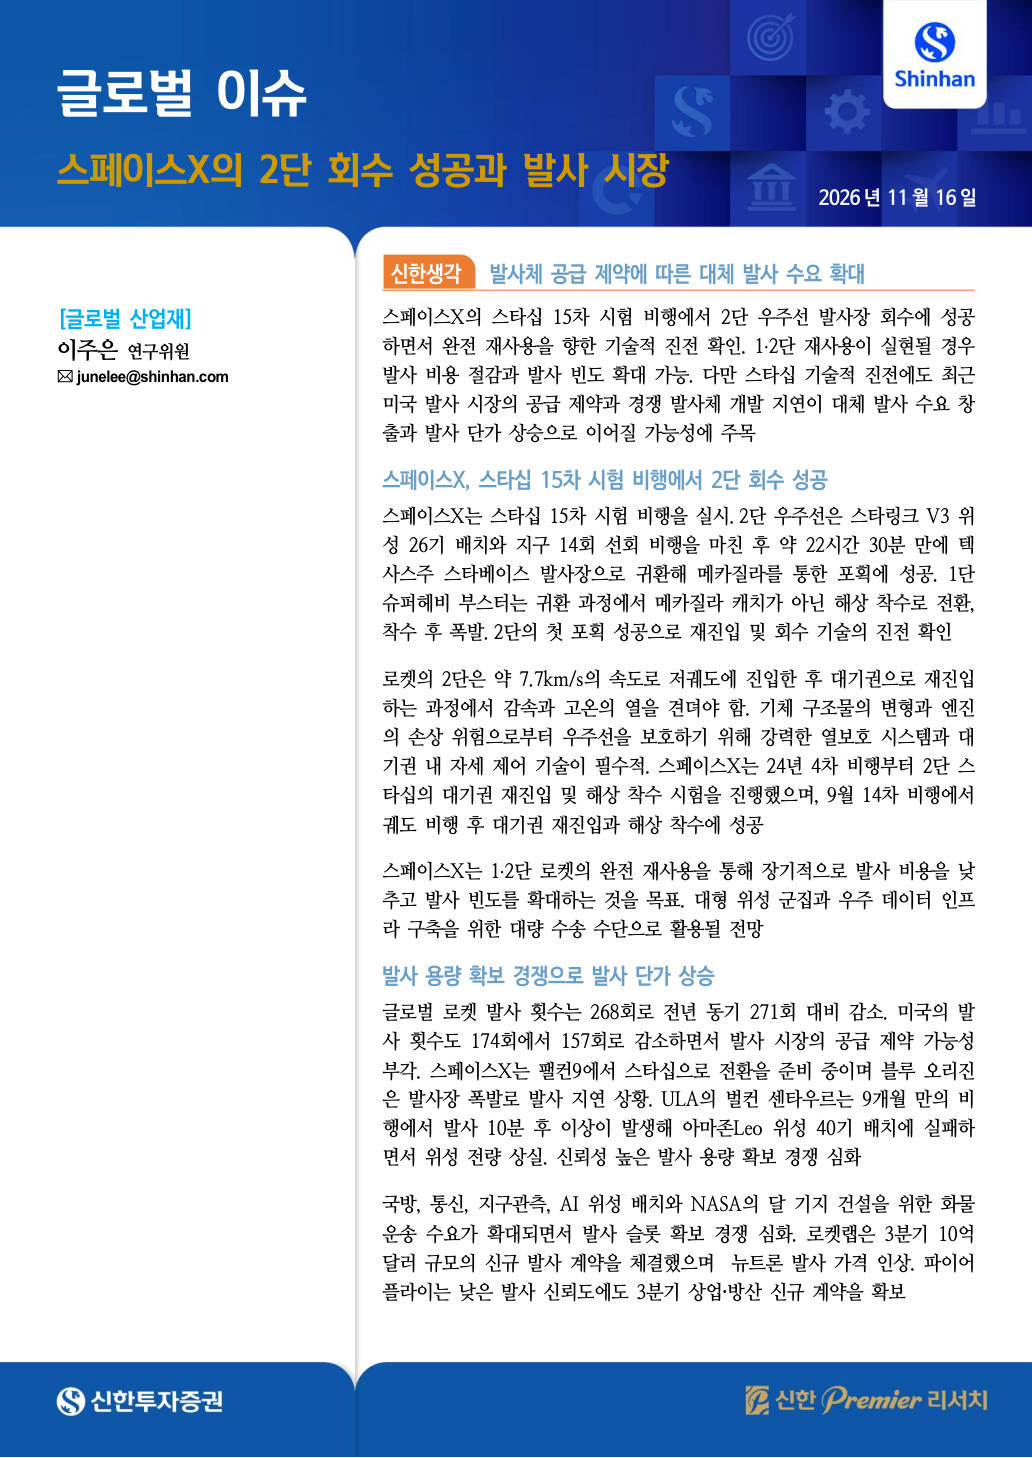 글로벌 이슈
Shinhan
스페이스X의 2단 회수 성공과 발사 시장
2026년 11월 16일
[글로벌 산업재]
이주은 연구위원
junelee@shinhan.com
신한생각 발사체 공급 제약에 따른 대체 발사 수요 확대
스페이스X의 스타십 15차 시험 비행에서 2단 우주선 발사장 회수에 성공
하면서 완전 재사용을 향한 기술적 진전 확인. 1·2단 재사용이 실현될 경우
발사 비용 절감과 발사 빈도 확대 가능. 다만 스타십 기술적 진전에도 최근
미국 발사 시장의 공급 제약과 경쟁 발사체 개발 지연이 대체 발사 수요 창
출과 발사 단가 상승으로 이어질 가능성에 주목
스페이스X, 스타십 15차 시험 비행에서 2단 회수 성공
스페이스X는 스타십 15차 시험 비행을 실시. 2단 우주선은 스타링크 V3 위
성 26기 배치와 지구 14회 선회 비행을 마친 후 약 22시간 30분 만에 텍
사스주 스타베이스 발사장으로 귀환해 메카질라를 통한 포획에 성공. 1단
슈퍼헤비 부스터는 귀환 과정에서 메카질라 캐치가 아닌 해상 착수로 전환,
착수 후 폭발. 2단의 첫 포획 성공으로 재진입 및 회수 기술의 진전 확인
로켓의 2단은 약 7.7km/s의 속도로 저궤도에 진입한 후 대기권으로 재진입
하는 과정에서 감속과 고온의 열을 견뎌야 함. 기체 구조물의 변형과 엔진
의 손상 위험으로부터 우주선을 보호하기 위해 강력한 열보호 시스템과 대
기권 내 자세 제어 기술이 필수적. 스페이스X는 24년 4차 비행부터 2단 스
타십의 대기권 재진입 및 해상 착수 시험을 진행했으며, 9월 14차 비행에서
궤도 비행 후 대기권 재진입과 해상 착수에 성공
스페이스X는 1·2단 로켓의 완전 재사용을 통해 장기적으로 발사 비용을 낮
추고 발사 빈도를 확대하는 것을 목표. 대형 위성 군집과 우주 데이터 인프
라 구축을 위한 대량 수송 수단으로 활용될 전망
발사 용량 확보 경쟁으로 발사 단가 상승
글로벌 로켓 발사 횟수는 268회로 전년 동기 271회 대비 감소. 미국의 발
사 횟수도 174회에서 157회로 감소하면서 발사 시장의 공급 제약 가능성
부각. 스페이스X는 팰컨9에서 스타십으로 전환을 준비 중이며 블루 오리진
은 발사장 폭발로 발사 지연 상황. ULA의 벌컨 센타우르는 9개월 만의 비
행에서 발사 10분 후 이상이 발생해 아마존Leo 위성 40기 배치에 실패하
면서 위성 전량 상실. 신뢰성 높은 발사 용량 확보 경쟁 심화
국방, 통신, 지구관측, AI 위성 배치와 NASA의 달 기지 건설을 위한 화물
운송 수요가 확대되면서 발사 슬롯 확보 경쟁 심화. 로켓랩은 3분기 10억
달러 규모의 신규 발사 계약을 체결했으며 뉴트론 발사 가격 인상. 파이어
플라이는 낮은 발사 신뢰도에도 3분기 상업·방산 신규 계약을 확보
신한투자증권
신한 Premier 리서치